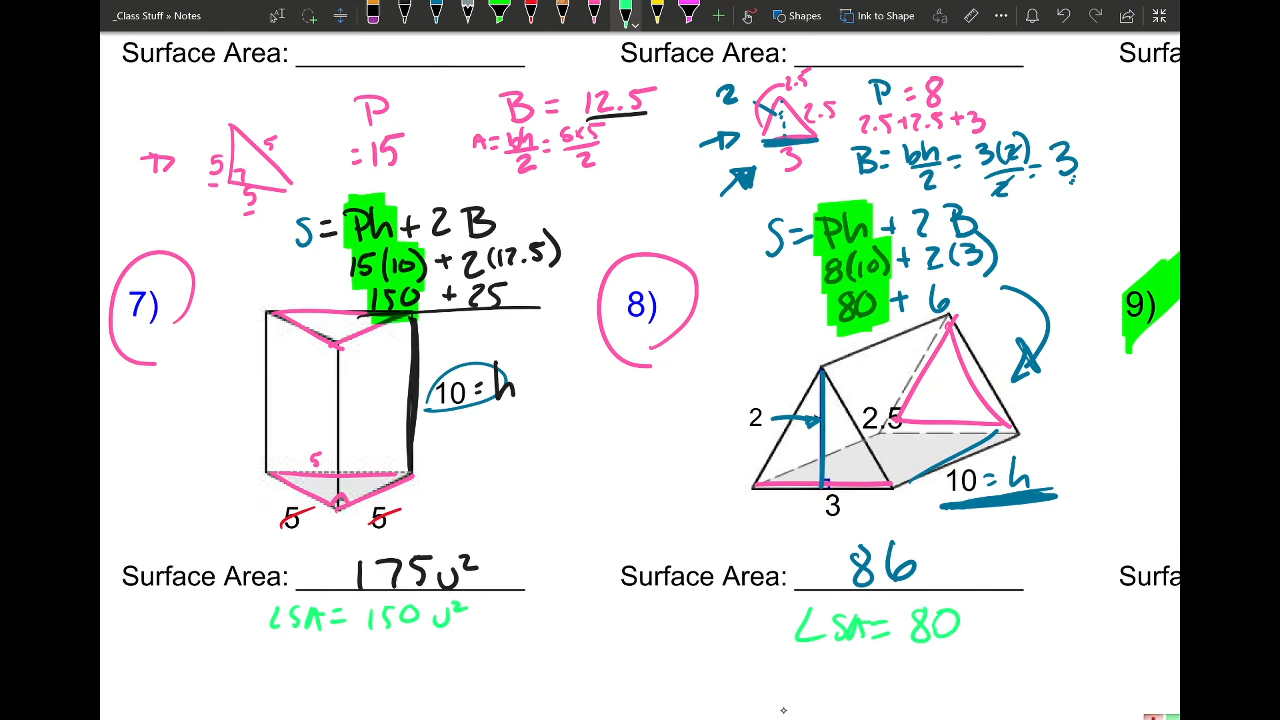 _Class Stuff » Notes
Shapes
Ink to Shape
Surface Area:
P
= 15
B = 12.5
A = bh/2 = 5x5/2
5
5
5
S = Ph + 2 B
15(10) + 2(12.5)
150 + 25
7)
10 = h
5
5
5
Surface Area: 175 u²
LSA = 150 u²
Surface Area:
2
2.5
2.5
3
P = 8
2.5+2.5+3
B = bh/2 = 3(2)/2 = 3
S = Ph + 2 B
8(10) + 2(3)
80 + 6
8)
2
2.5
10 = h
3
Surface Area: 86
LSA = 80
Surfa
9)
Surfa